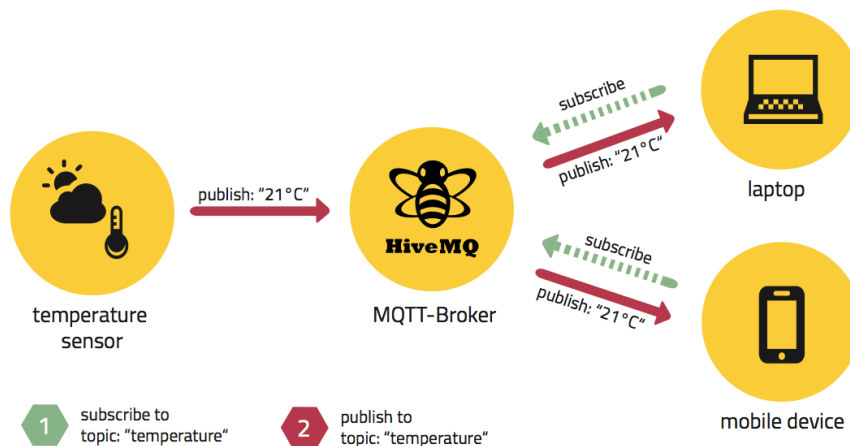 subscribe
publish: “21°C“
laptop
publish: “21°C“
HiveMQ
temperature
sensor
MQTT-Broker
subscribe
publish: “21°C“
mobile device
1
subscribe to
topic: “temperature“
2
publish to
topic: “temperature“